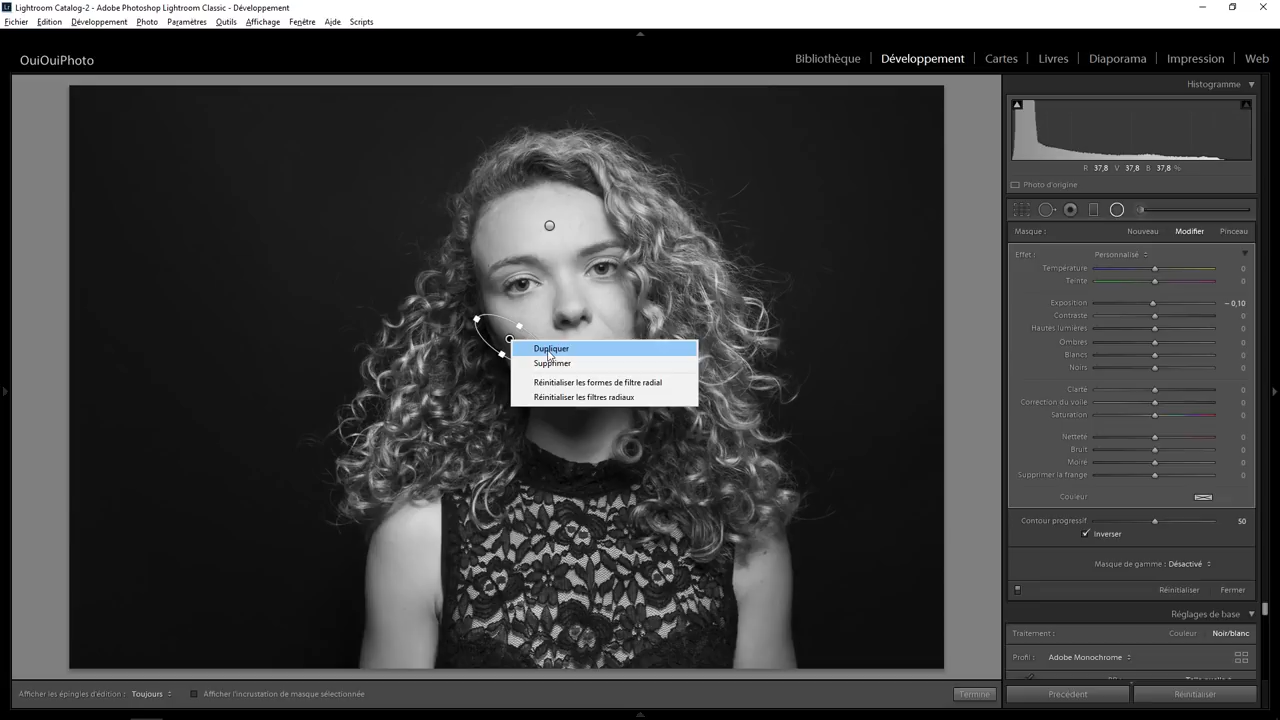 Lightroom Catalog-2 - Adobe Photoshop Lightroom Classic - Développement
Fichier Edition Développement Photo Paramètres Outils Affichage Fenêtre Aide Scripts
OuiOuiPhoto
Bibliothèque Développement Cartes Livres Diaporama Impression Web
Histogramme
R 37,8 V 37,8 B 37,8 %
Photo d'origine
Masque : Nouveau Modifier Pinceau
Effet : Personnalisé
Température 0
Teinte 0
Exposition – 0,10
Contraste 0
Hautes lumières 0
Ombres 0
Blancs 0
Noirs 0
Clarté 0
Correction du voile 0
Saturation 0
Netteté 0
Bruit 0
Moiré 0
Supprimer la frange 0
Couleur
Contour progressif 50
Inverser
Masque de gamme : Désactivé
Réinitialiser Fermer
Réglages de base
Traitement : Couleur Noir/blanc
Profil : Adobe Monochrome
Dupliquer
Supprimer
Réinitialiser les formes de filtre radial
Réinitialiser les filtres radiaux
Afficher les épingles d'édition : Toujours Afficher l'incrustation de masque sélectionnée
Terminé
Précédent Réinitialiser